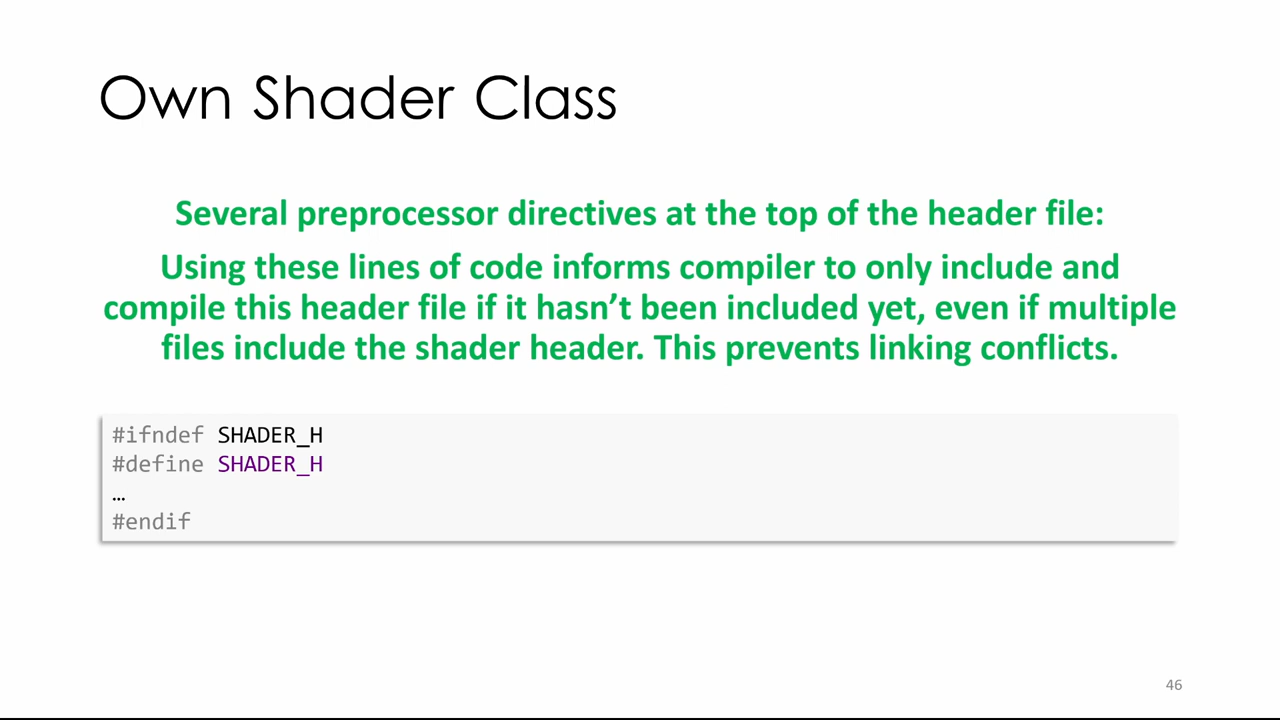 Own Shader Class
Several preprocessor directives at the top of the header file:
Using these lines of code informs compiler to only include and
compile this header file if it hasn’t been included yet, even if multiple
files include the shader header. This prevents linking conflicts.
#ifndef SHADER_H
#define SHADER_H
…
#endif
46